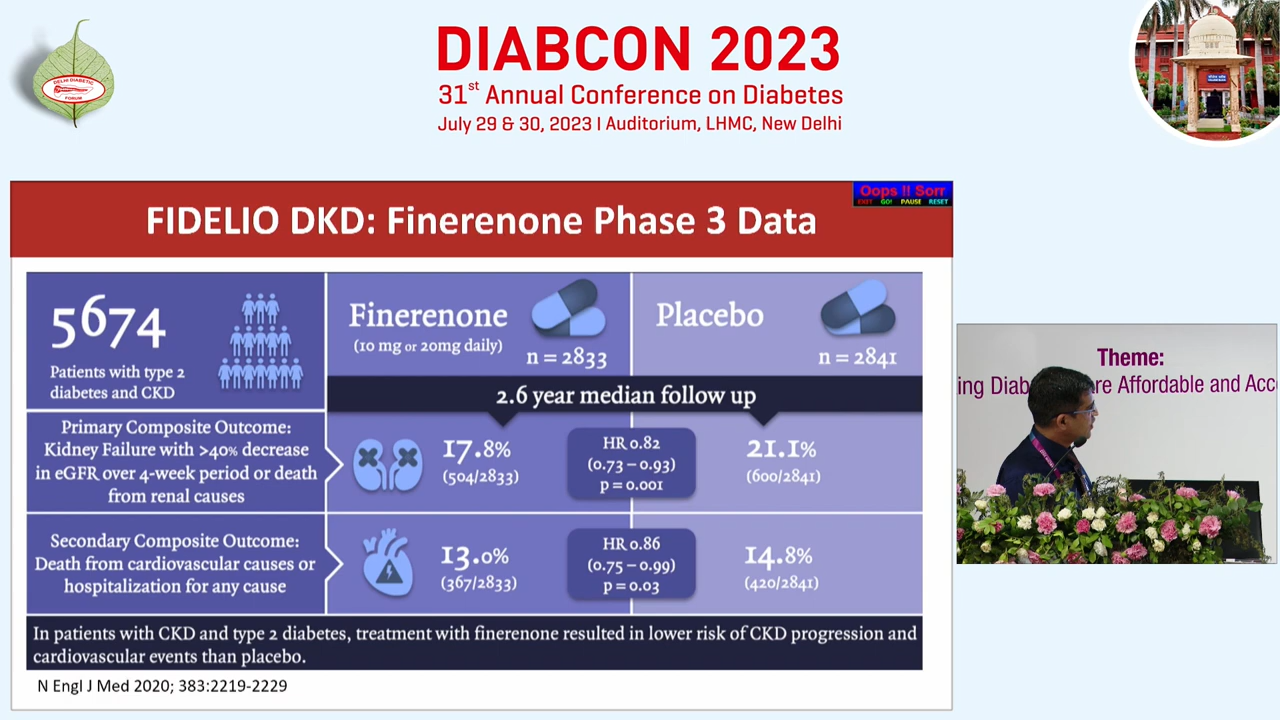 DIABCON 2023
31st Annual Conference on Diabetes
July 29 & 30, 2023 | Auditorium, LHMC, New Delhi
DELHI DIABETIC
FORUM
Oops !! Sorr
EXIT GO! PAUSE RESET
FIDELIO DKD: Finerenone Phase 3 Data
5674
Patients with type 2
diabetes and CKD
Finerenone
(10 mg or 20mg daily)
n = 2833
Placebo
n = 2841
2.6 year median follow up
Primary Composite Outcome:
Kidney Failure with >40% decrease
in eGFR over 4-week period or death
from renal causes
17.8%
(504/2833)
HR 0.82
(0.73 – 0.93)
p = 0.001
21.1%
(600/2841)
Secondary Composite Outcome:
Death from cardiovascular causes or
hospitalization for any cause
13.0%
(367/2833)
HR 0.86
(0.75 – 0.99)
p = 0.03
14.8%
(420/2841)
In patients with CKD and type 2 diabetes, treatment with finerenone resulted in lower risk of CKD progression and
cardiovascular events than placebo.
N Engl J Med 2020; 383:2219-2229
Theme:
ing Diab re Affordable and Acc